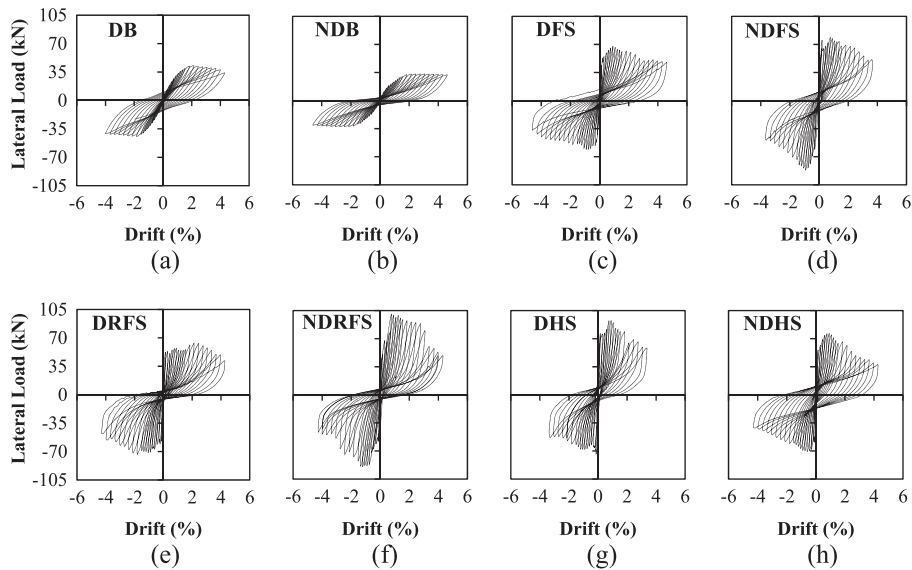 Lateral Load (kN)
105
70
35
0
-35
-70
-105
DB
-6 -4 -2 0 2 4 6
Drift (%)
(a)
NDB
-6 -4 -2 0 2 4 6
Drift (%)
(b)
DFS
-6 -4 -2 0 2 4 6
Drift (%)
(c)
NDFS
-6 -4 -2 0 2 4 6
Drift (%)
(d)
Lateral Load (kN)
105
70
35
0
-35
-70
-105
DRFS
-6 -4 -2 0 2 4 6
Drift (%)
(e)
NDRFS
-6 -4 -2 0 2 4 6
Drift (%)
(f)
DHS
-6 -4 -2 0 2 4 6
Drift (%)
(g)
NDHS
-6 -4 -2 0 2 4 6
Drift (%)
(h)